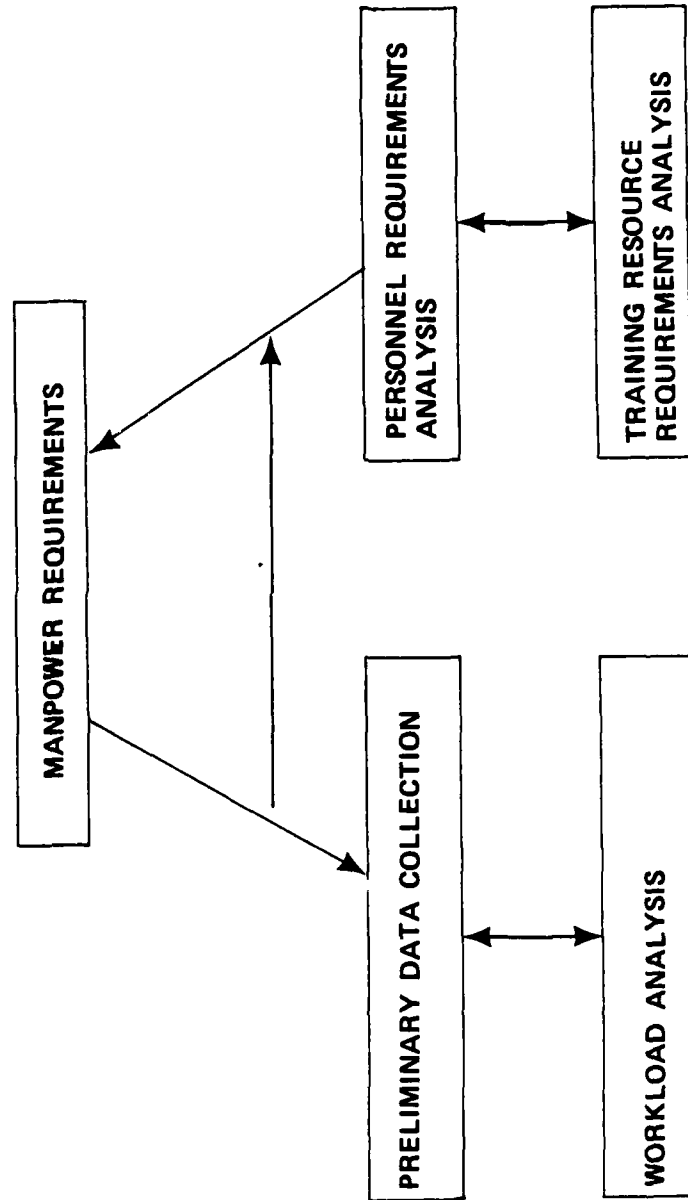 MANPOWER REQUIREMENTS
PRELIMINARY DATA COLLECTION
WORKLOAD ANALYSIS
PERSONNEL REQUIREMENTS
ANALYSIS
TRAINING RESOURCE
REQUIREMENTS ANALYSIS